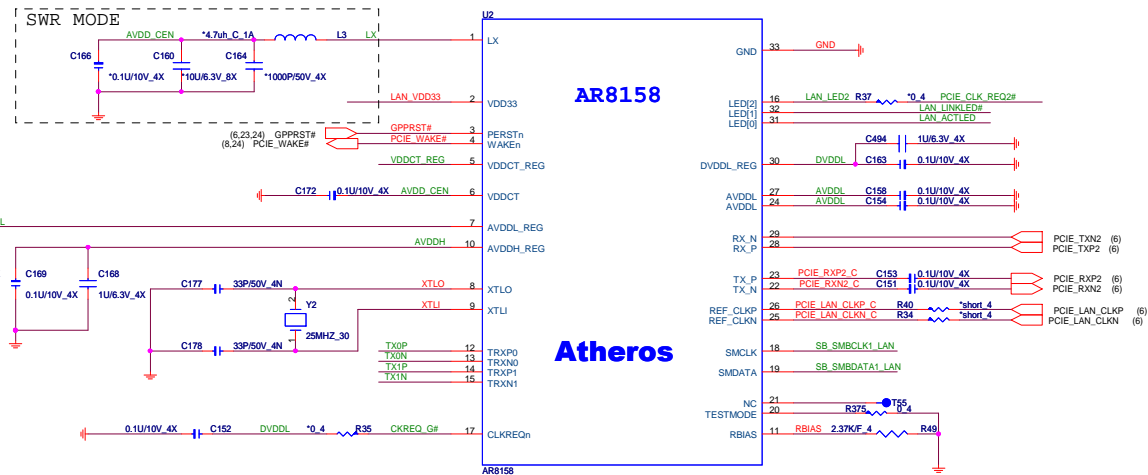 SWR MODE
AVDD_CEN *4.7uh_C_1A L3 LX
C166 C160 C164
*0.1U/10V_4X *10U/6.3V_8X *1000P/50V_4X
U2
AR8158
Atheros
1 LX
LAN_VDD33 2 VDD33
(6,23,24) GPPRST# GPPRST# 3 PERSTn
(8,24) PCIE_WAKE# PCIE_WAKE# 4 WAKEn
VDDCT_REG 5 VDDCT_REG
C172 0.1U/10V_4X AVDD_CEN 6 VDDCT
L 7 AVDDL_REG
AVDDH 10 AVDDH_REG
C169 C168
0.1U/10V_4X 1U/6.3V_4X
C177 33P/50V_4N XTLO 8 XTLO
2 Y2
XTLI 9 XTLI
1 25MHZ_30
C178 33P/50V_4N
TX0P 12 TRXP0
TX0N 13 TRXN0
TX1P 14 TRXP1
TX1N 15 TRXN1
0.1U/10V_4X C152 DVDDL *0_4 R35 CKREQ_G# 17 CLKREQn
AR8158
GND 33 GND
LED[2] 16 LAN_LED2 R37 *0_4 PCIE_CLK_REQ2#
LED[1] 32 LAN_LINKLED#
LED[0] 31 LAN_ACTLED
C494 1U/6.3V_4X
DVDDL_REG 30 DVDDL C163 0.1U/10V_4X
AVDDL 27 AVDDL C158 0.1U/10V_4X
AVDDL 24 AVDDL C154 0.1U/10V_4X
RX_N 29 PCIE_TXN2 (6)
RX_P 28 PCIE_TXP2 (6)
TX_P 23 PCIE_RXP2_C C153 0.1U/10V_4X PCIE_RXP2 (6)
TX_N 22 PCIE_RXN2_C C151 0.1U/10V_4X PCIE_RXN2 (6)
REF_CLKP 26 PCIE_LAN_CLKP_C R40 *short_4 PCIE_LAN_CLKP (6)
REF_CLKN 25 PCIE_LAN_CLKN_C R34 *short_4 PCIE_LAN_CLKN (6)
SMCLK 18 SB_SMBCLK1_LAN
SMDATA 19 SB_SMBDATA1_LAN
NC 21 T55
TESTMODE 20 R375 0_4
RBIAS 11 RBIAS 2.37K/F_4 R49